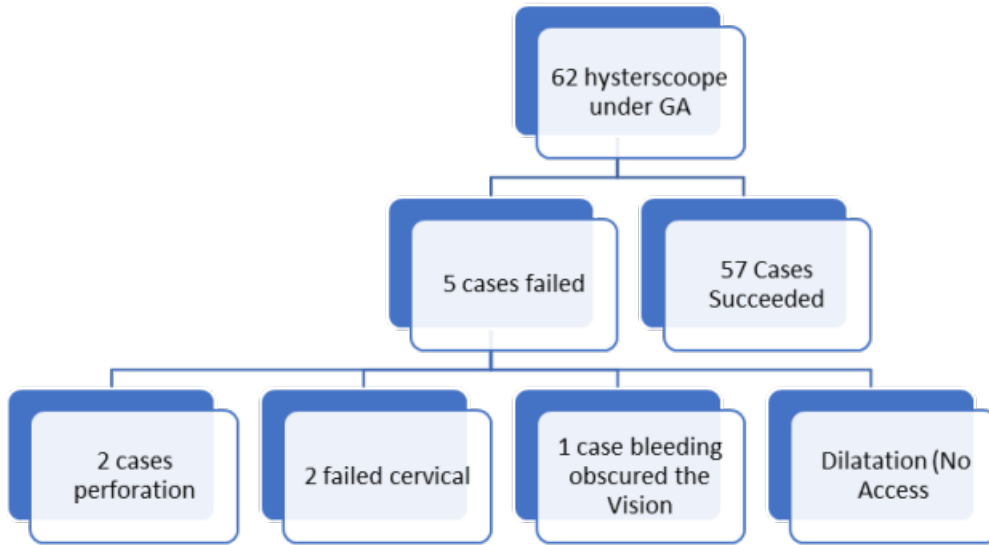 62 hysterscoope
under GA
5 cases failed
57 Cases
Succeeded
2 cases
perforation
2 failed cervical
1 case bleeding
obscured the
Vision
Dilatation (No
Access